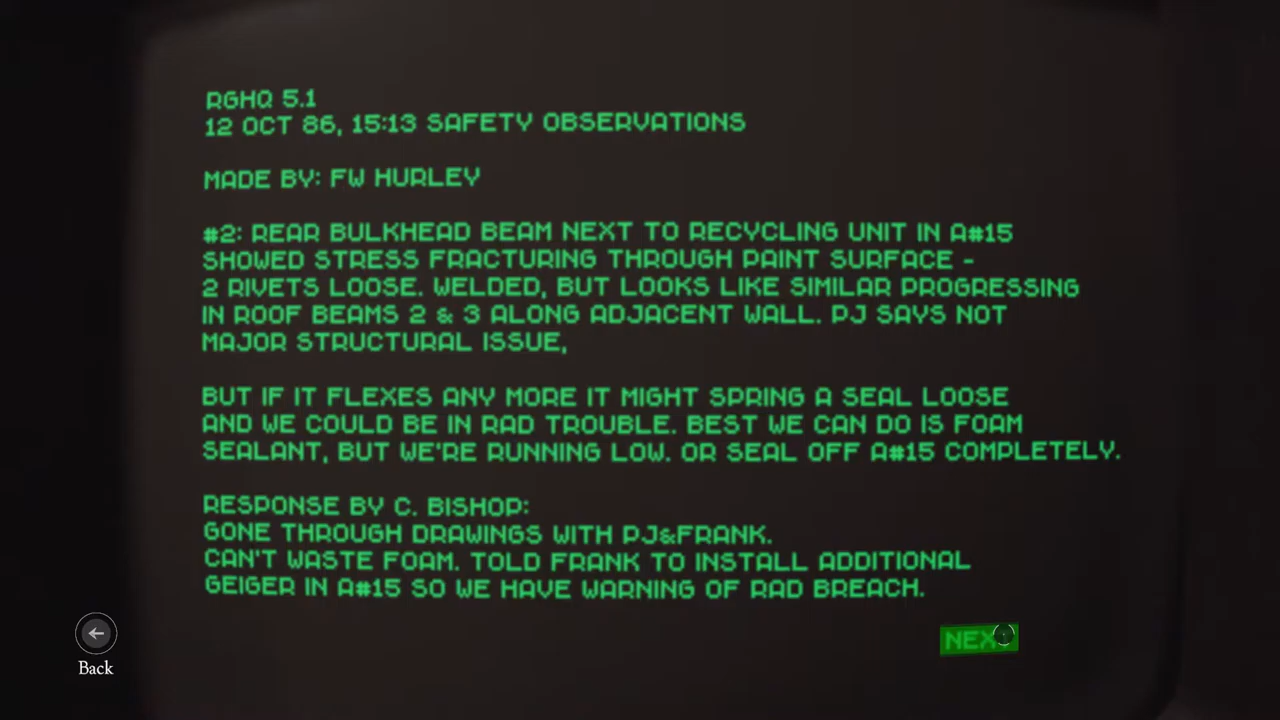 RGHQ 5.1
12 OCT 86, 15:13 SAFETY OBSERVATIONS
MADE BY: FW HURLEY
#2: REAR BULKHEAD BEAM NEXT TO RECYCLING UNIT IN A#15
SHOWED STRESS FRACTURING THROUGH PAINT SURFACE -
2 RIVETS LOOSE. WELDED, BUT LOOKS LIKE SIMILAR PROGRESSING
IN ROOF BEAMS 2 & 3 ALONG ADJACENT WALL. PJ SAYS NOT
MAJOR STRUCTURAL ISSUE,
BUT IF IT FLEXES ANY MORE IT MIGHT SPRING A SEAL LOOSE
AND WE COULD BE IN RAD TROUBLE. BEST WE CAN DO IS FOAM
SEALANT, BUT WE'RE RUNNING LOW. OR SEAL OFF A#15 COMPLETELY.
RESPONSE BY C. BISHOP:
GONE THROUGH DRAWINGS WITH PJ&FRANK.
CAN'T WASTE FOAM. TOLD FRANK TO INSTALL ADDITIONAL
GEIGER IN A#15 SO WE HAVE WARNING OF RAD BREACH.
NEXT
Back